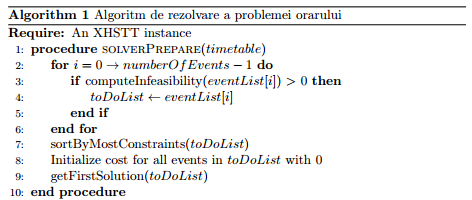 Algorithm 1 Algoritm de rezolvare a problemei orarului
Require: An XHSTT instance
1: procedure SOLVERPREPARE(timetable)
2: for i = 0 → numberOfEvents − 1 do
3: if computeInfeasibility(eventList[i]) > 0 then
4: toDoList ← eventList[i]
5: end if
6: end for
7: sortByMostConstraints(toDoList)
8: Initialize cost for all events in toDoList with 0
9: getFirstSolution(toDoList)
10: end procedure